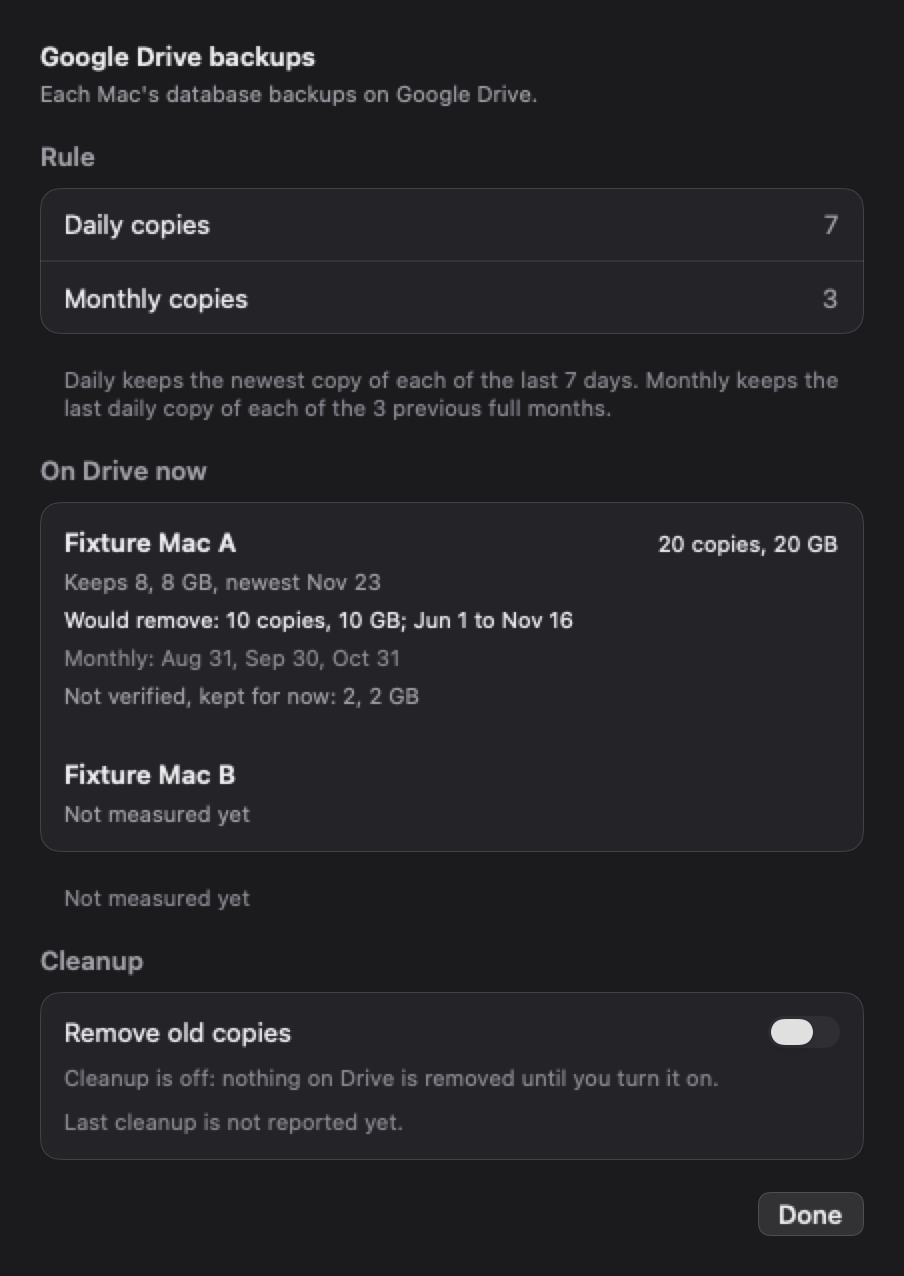 Google Drive backups
Each Mac's database backups on Google Drive.
Rule
Daily copies 7
Monthly copies 3
Daily keeps the newest copy of each of the last 7 days. Monthly keeps the
last daily copy of each of the 3 previous full months.
On Drive now
Fixture Mac A 20 copies, 20 GB
Keeps 8, 8 GB, newest Nov 23
Would remove: 10 copies, 10 GB; Jun 1 to Nov 16
Monthly: Aug 31, Sep 30, Oct 31
Not verified, kept for now: 2, 2 GB
Fixture Mac B
Not measured yet
Not measured yet
Cleanup
Remove old copies
Cleanup is off: nothing on Drive is removed until you turn it on.
Last cleanup is not reported yet.
Done